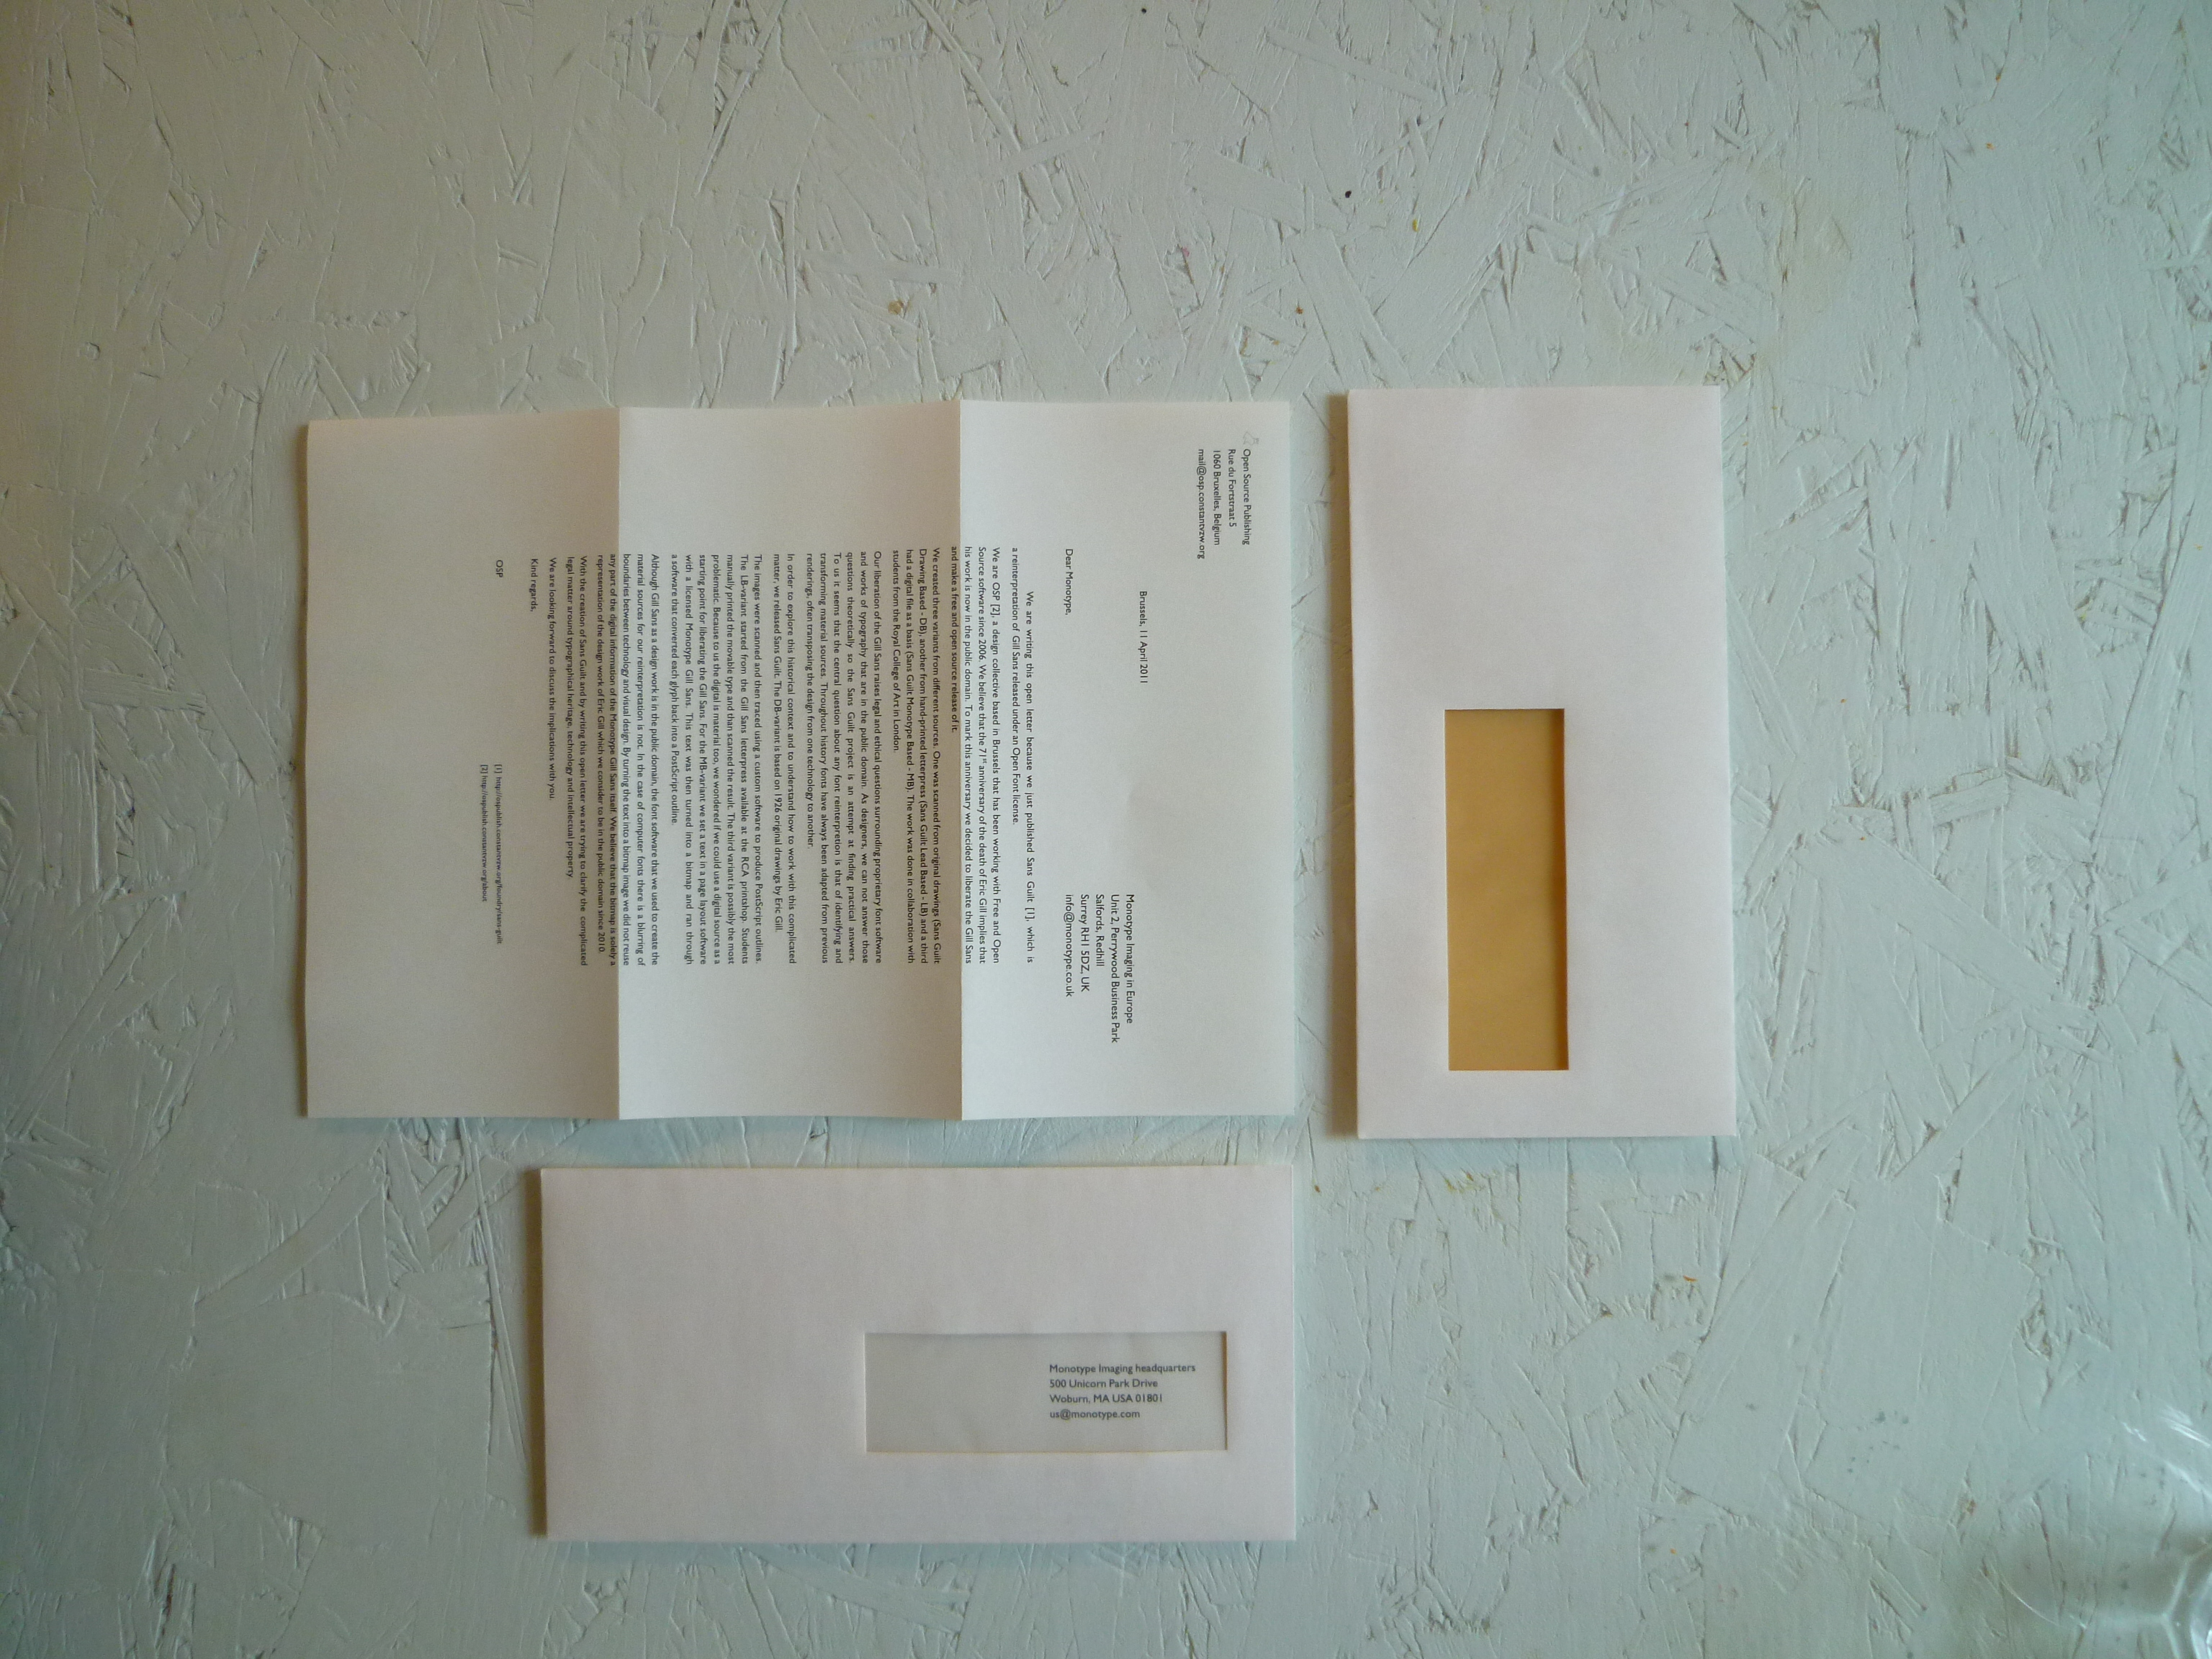 Open Source Publishing
Rue du Fortstraat 5
1060 Bruxelles, Belgium
mail@osp.constantvzw.org
Brussels, 11 April 2011
Monotype Imaging in Europe
Unit 2, Perrywood Business Park
Salfords, Redhill
Surrey RH1 5DZ, UK
info@monotype.co.uk
Dear Monotype,
We are writing this open letter because we just published Sans Guilt [1], which is
a reinterpretation of Gill Sans released under an Open Font license.
We are OSP [2], a design collective based in Brussels that has been working with Free and Open
Source software since 2006. We believe that the 71st anniversary of the death of Eric Gill implies that
his work is now in the public domain. To mark this anniversary we decided to liberate the Gill Sans
and make a free and open source release of it.
We created three variants from different sources. One was scanned from original drawings (Sans Guilt
Drawing Based - DB), another from hand-printed letterpress (Sans Guilt Lead Based - LB) and a third
had a digital file as a basis (Sans Guilt Monotype Based - MB). The work was done in collaboration with
students from the Royal College of Art in London.
Our liberation of the Gill Sans raises legal and ethical questions surrounding proprietary font software
and works of typography that are in the public domain. As designers, we can not answer those
questions theoretically so the Sans Guilt project is an attempt at finding practical answers.
To us it seems that the central question about any font reinterpretation is that of identifying and
transforming material sources. Throughout history fonts have always been adapted from previous
renderings, often transposing the design from one technology to another.
In order to explore this historical context and to understand how to work with this complicated
matter, we released Sans Guilt. The DB-variant is based on 1926 original drawings by Eric Gill.
The images were scanned and then traced using a custom software to produce PostScript outlines.
The LB-variant started from the Gill Sans letterpress available at the RCA printshop. Students
manually printed the movable type and than scanned the result. The third variant is possibly the most
problematic. Because to us the digital is material too, we wondered if we could use a digital source as a
starting point for liberating the Gill Sans. For the MB-variant we set a text in a page layout software
with a licensed Monotype Gill Sans. This text was then turned into a bitmap and ran through
a software that converted each glyph back into a PostScript outline.
Although Gill Sans as a design work is in the public domain, the font software that we used to create the
material sources for our reinterpretation is not. In the case of computer fonts there is a blurring of
boundaries between technology and visual design. By turning the text into a bitmap image we did not reuse
any part of the digital information of the Monotype Gill Sans itself. We believe that the bitmap is solely a
representation of the design work of Eric Gill which we consider to be in the public domain since 2010.
With the creation of Sans Guilt and by writing this open letter we are trying to clarify the complicated
legal matter around typographical heritage, technology and intellectual property.
We are looking forward to discuss the implications with you.
Kind regards,
OSP
[1] http://ospublish.constantvzw.org/foundry/sans-guilt
[2] http://ospublish.constantvzw.org/about
Monotype Imaging headquarters
500 Unicorn Park Drive
Woburn, MA USA 01801
us@monotype.com